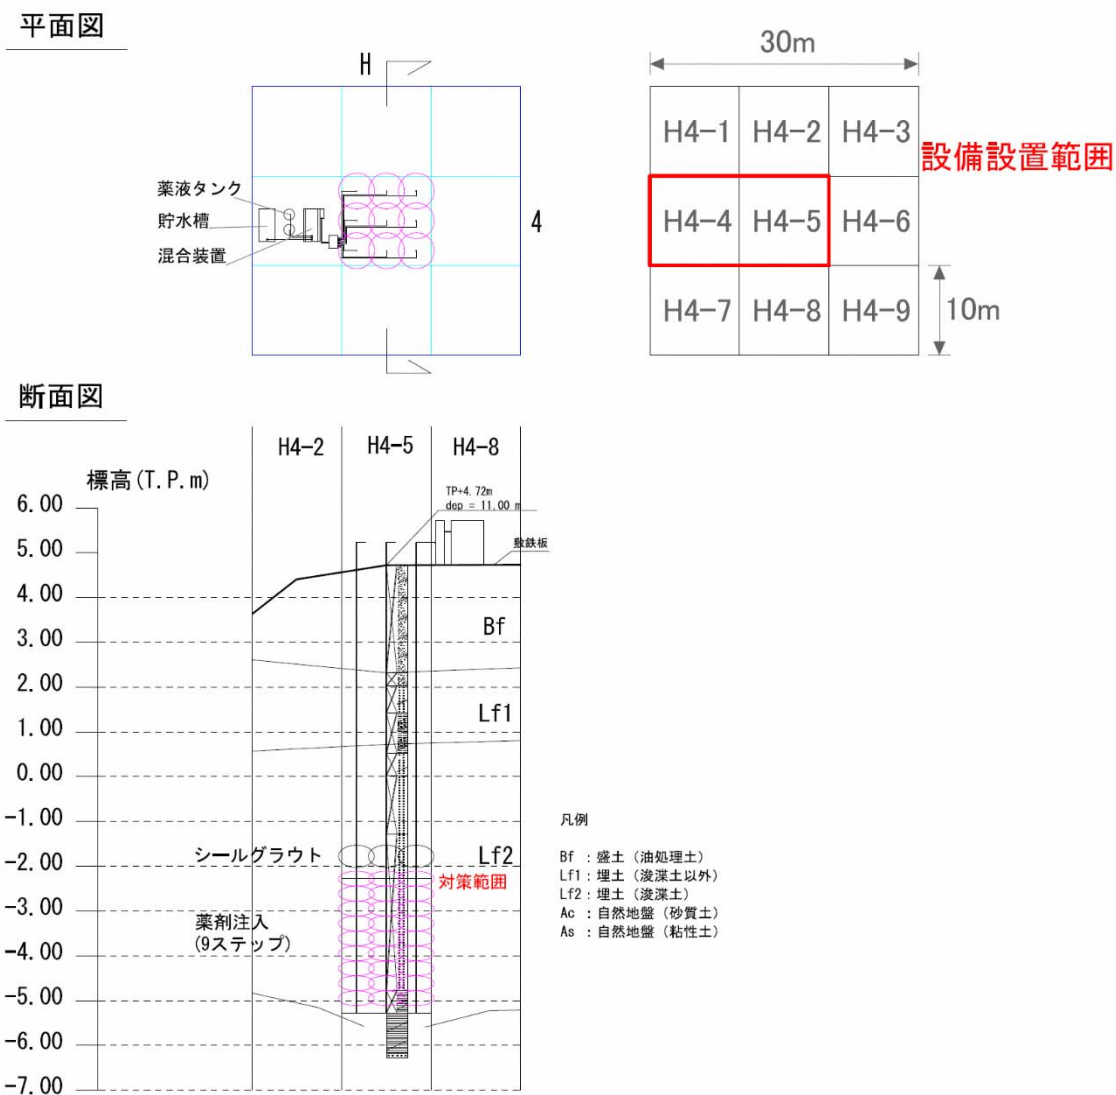 平面図
H
30m
H4-1 H4-2 H4-3
設備設置範囲
薬液タンク
貯水槽
混合装置
4
H4-4 H4-5 H4-6
H4-7 H4-8 H4-9
10m
断面図
H4-2 H4-5 H4-8
標高(T.P.m)
TP+4.72m
dep = 11.00 m
敷鉄板
6.00
5.00
4.00
3.00
2.00
1.00
0.00
-1.00
-2.00
-3.00
-4.00
-5.00
-6.00
-7.00
Bf
Lf1
シールグラウト
Lf2
対策範囲
薬剤注入
(9ステップ)
凡例
Bf : 盛土 (油処理土)
Lf1 : 埋土 (浚渫土以外)
Lf2 : 埋土 (浚渫土)
Ac : 自然地盤 (砂質土)
As : 自然地盤 (粘性土)